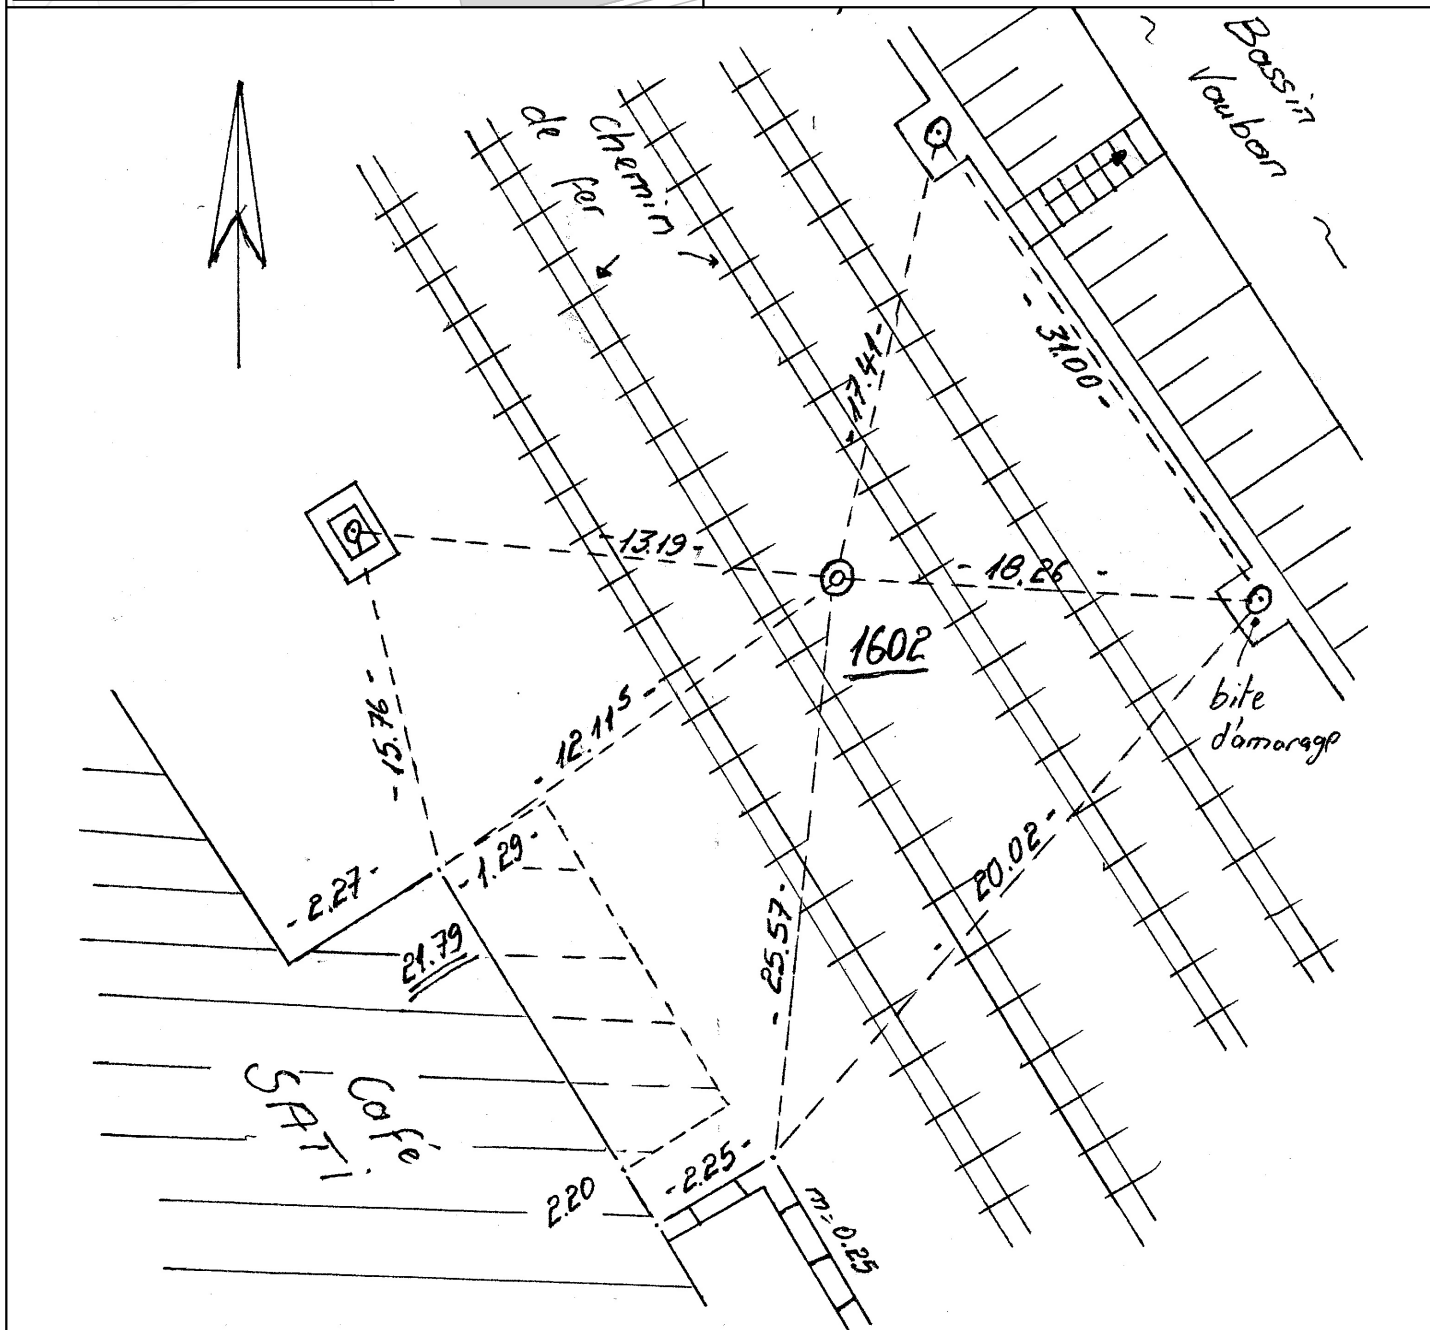 Bassin
Vauban
chemin
de fer
- 31.00 -
- 17.41 -
- 13.19 -
- 18.26 -
1602
- 15.76 -
- 12.11⁵ -
bite
d'amarage
- 1.29 -
- 2.27 -
21.79
- 20.02 -
- 25.57 -
Café
SATI
- 2.25 -
2.20
m=0.25